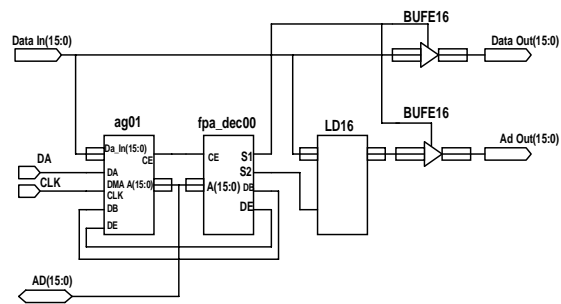 BUFE16
Data In(15:0)
Data Out(15:0)
BUFE16
ag01
fpa_dec00
LD16
Ad Out(15:0)
Da_In(15:0)
CE
CE
S1
DA
S2
DA
DMA A(15:0)
A(15:0)
DB
CLK
CLK
DB
DE
DE
AD(15:0)